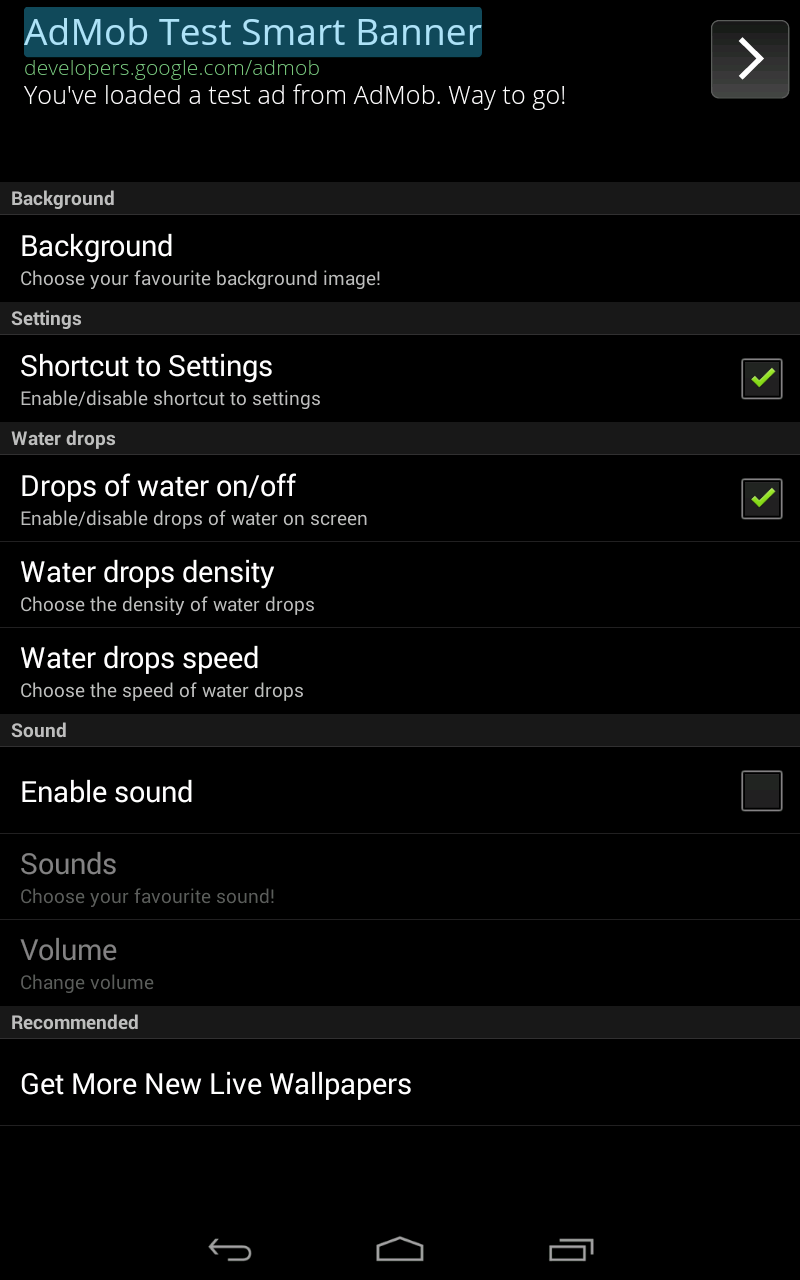 AdMob Test Smart Banner
developers.google.com/admob
You've loaded a test ad from AdMob. Way to go!
Background
Background
Choose your favourite background image!
Settings
Shortcut to Settings
Enable/disable shortcut to settings
Water drops
Drops of water on/off
Enable/disable drops of water on screen
Water drops density
Choose the density of water drops
Water drops speed
Choose the speed of water drops
Sound
Enable sound
Sounds
Choose your favourite sound!
Volume
Change volume
Recommended
Get More New Live Wallpapers